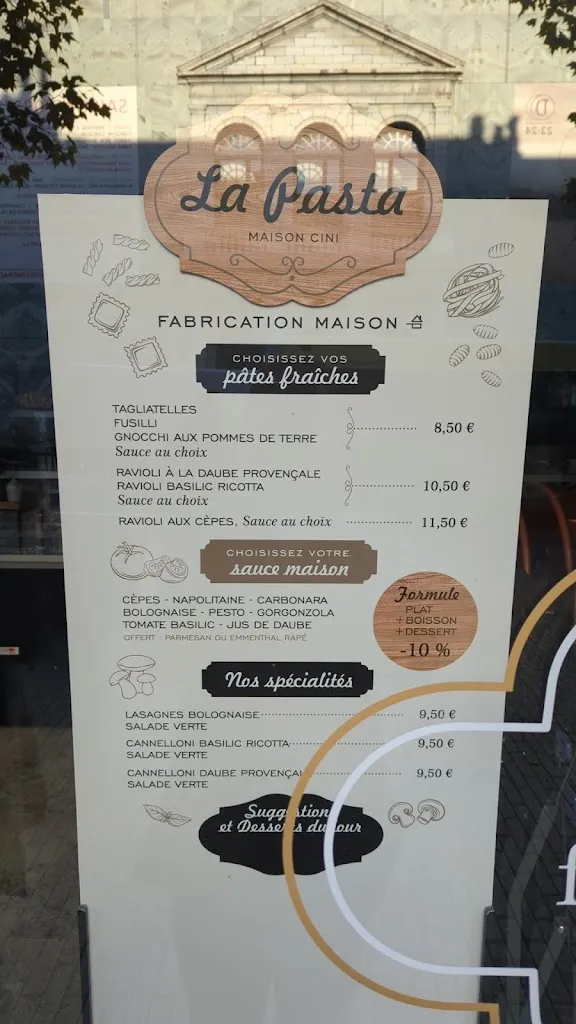 La Pasta
MAISON CINI
FABRICATION MAISON
CHOISISSEZ VOS
pâtes fraîches
TAGLIATELLES
FUSILLI
GNOCCHI AUX POMMES DE TERRE
Sauce au choix
8,50 €
RAVIOLI À LA DAUBE PROVENÇALE
RAVIOLI BASILIC RICOTTA
Sauce au choix
10,50 €
RAVIOLI AUX CÈPES, Sauce au choix 11,50 €
CHOISISSEZ VOTRE
sauce maison
CÈPES - NAPOLITAINE - CARBONARA
BOLOGNAISE - PESTO - GORGONZOLA
TOMATE BASILIC - JUS DE DAUBE
OFFERT : PARMESAN OU EMMENTHAL RAPÉ
Formule
PLAT
+BOISSON
+DESSERT
-10 %
Nos spécialités
LASAGNES BOLOGNAISE 9,50 €
SALADE VERTE
CANNELLONI BASILIC RICOTTA 9,50 €
SALADE VERTE
CANNELLONI DAUBE PROVENÇAL 9,50 €
SALADE VERTE
Suggestion
et Desserts du jour
23-24
f